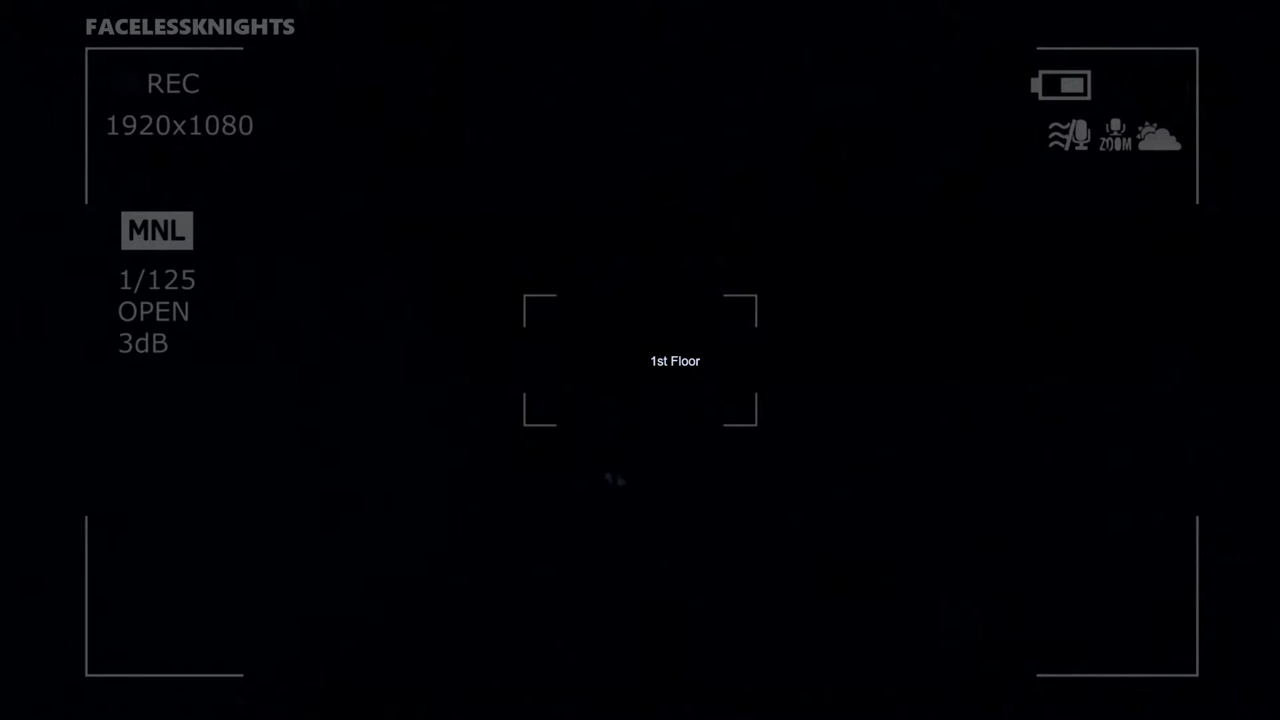 FACELESSKNIGHTS
REC
1920x1080
MNL
1/125
OPEN
3dB
ZOOM
1st Floor